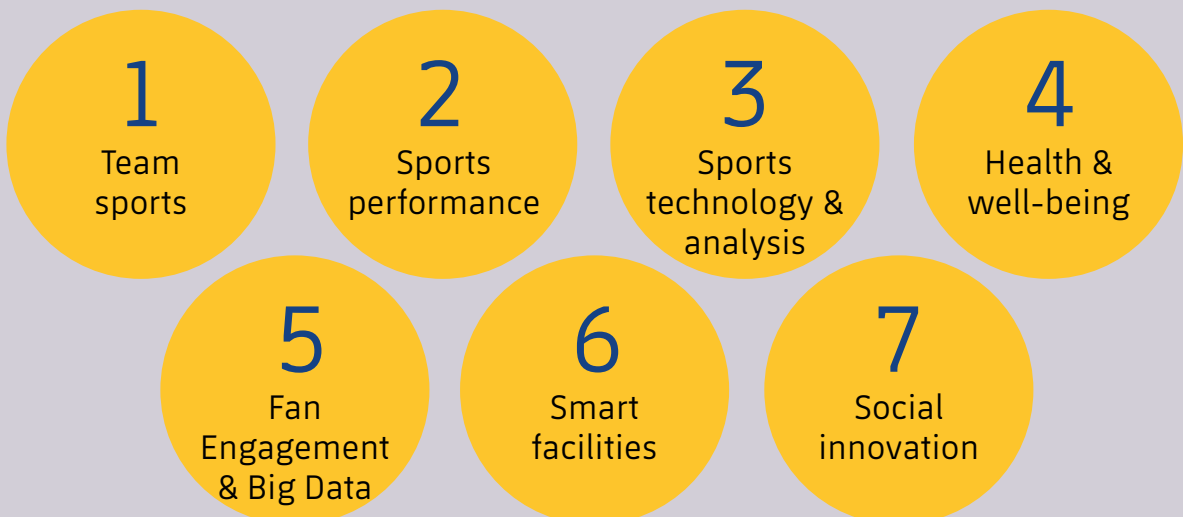 1
Team
sports
2
Sports
performance
3
Sports
technology &
analysis
4
Health &
well-being
5
Fan
Engagement
& Big Data
6
Smart
facilities
7
Social
innovation